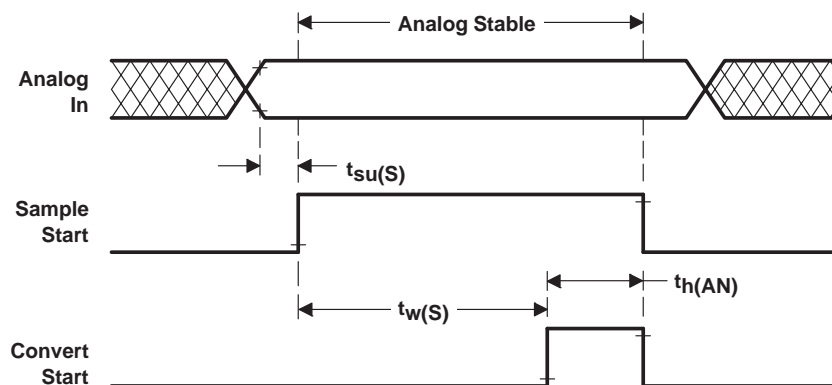 Analog Stable
Analog
In
tsu(S)
Sample
Start
th(AN)
tw(S)
Convert
Start